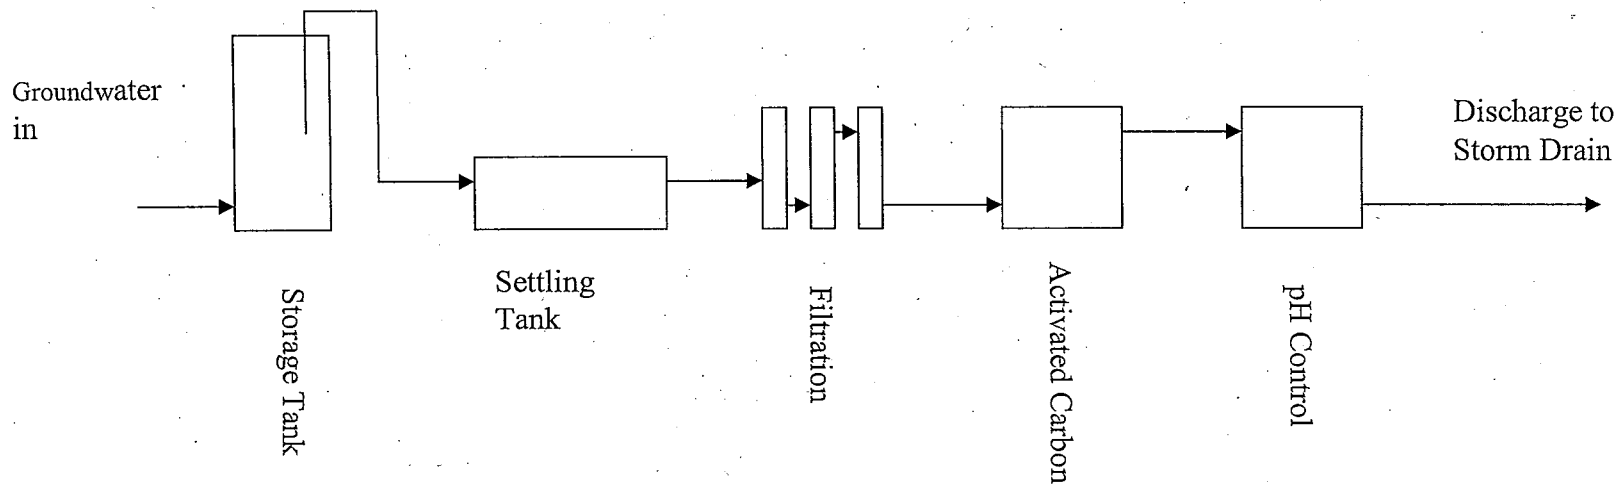 Groundwater
in
Storage Tank
Settling
Tank
Filtration
Activated Carbon
pH Control
Discharge to
Storm Drain